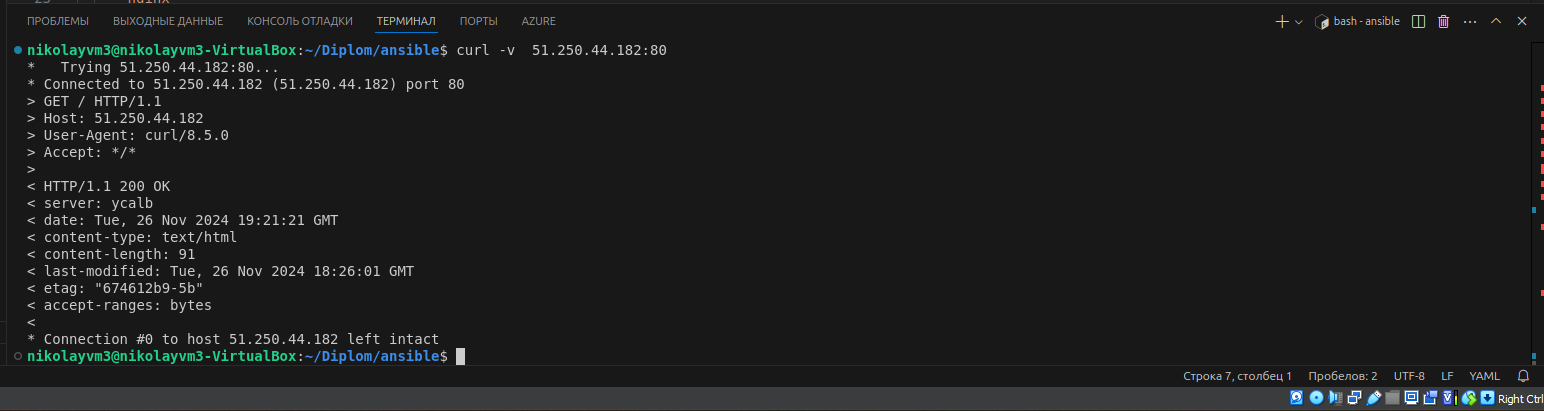 ПРОБЛЕМЫ ВЫХОДНЫЕ ДАННЫЕ КОНСОЛЬ ОТЛАДКИ ТЕРМИНАЛ ПОРТЫ AZURE bash - ansible
nikolayvm3@nikolayvm3-VirtualBox:~/Diplom/ansible$ curl -v  51.250.44.182:80
*   Trying 51.250.44.182:80...
* Connected to 51.250.44.182 (51.250.44.182) port 80
> GET / HTTP/1.1
> Host: 51.250.44.182
> User-Agent: curl/8.5.0
> Accept: */*
>
< HTTP/1.1 200 OK
< server: ycalb
< date: Tue, 26 Nov 2024 19:21:21 GMT
< content-type: text/html
< content-length: 91
< last-modified: Tue, 26 Nov 2024 18:26:01 GMT
< etag: "674612b9-5b"
< accept-ranges: bytes
<
* Connection #0 to host 51.250.44.182 left intact
nikolayvm3@nikolayvm3-VirtualBox:~/Diplom/ansible$
Строка 7, столбец 1 Пробелов: 2 UTF-8 LF YAML
Right Ctrl